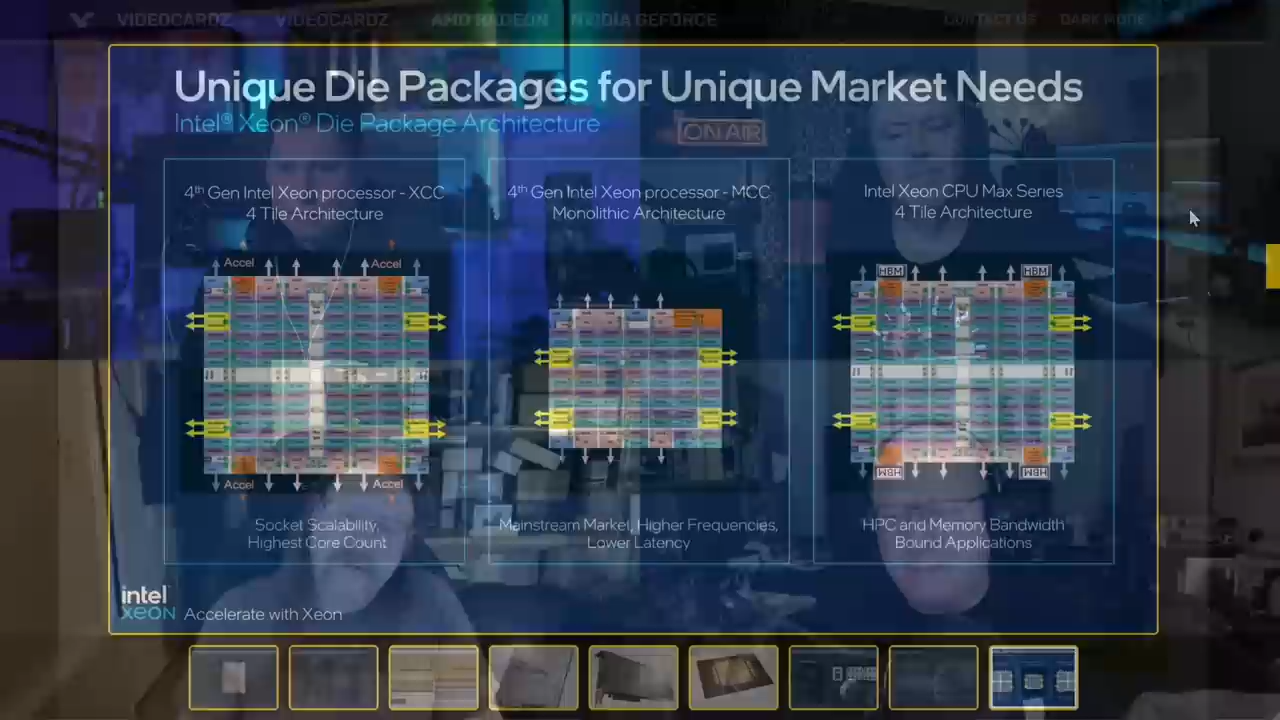 VIDEOCARDZ VIDEOCARDZ AMD RADEON NVIDIA GEFORCE CONTACT US DARK MODE
Unique Die Packages for Unique Market Needs
Intel® Xeon® Die Package Architecture
ON AIR
4th Gen Intel Xeon processor - XCC
4 Tile Architecture
Accel Accel
Accel Accel
Socket Scalability,
Highest Core Count
4th Gen Intel Xeon processor - MCC
Monolithic Architecture
Mainstream Market, Higher Frequencies,
Lower Latency
Intel Xeon CPU Max Series
4 Tile Architecture
HBM HBM
HBM HBM
HPC and Memory Bandwidth
Bound Applications
intel
XEON Accelerate with Xeon